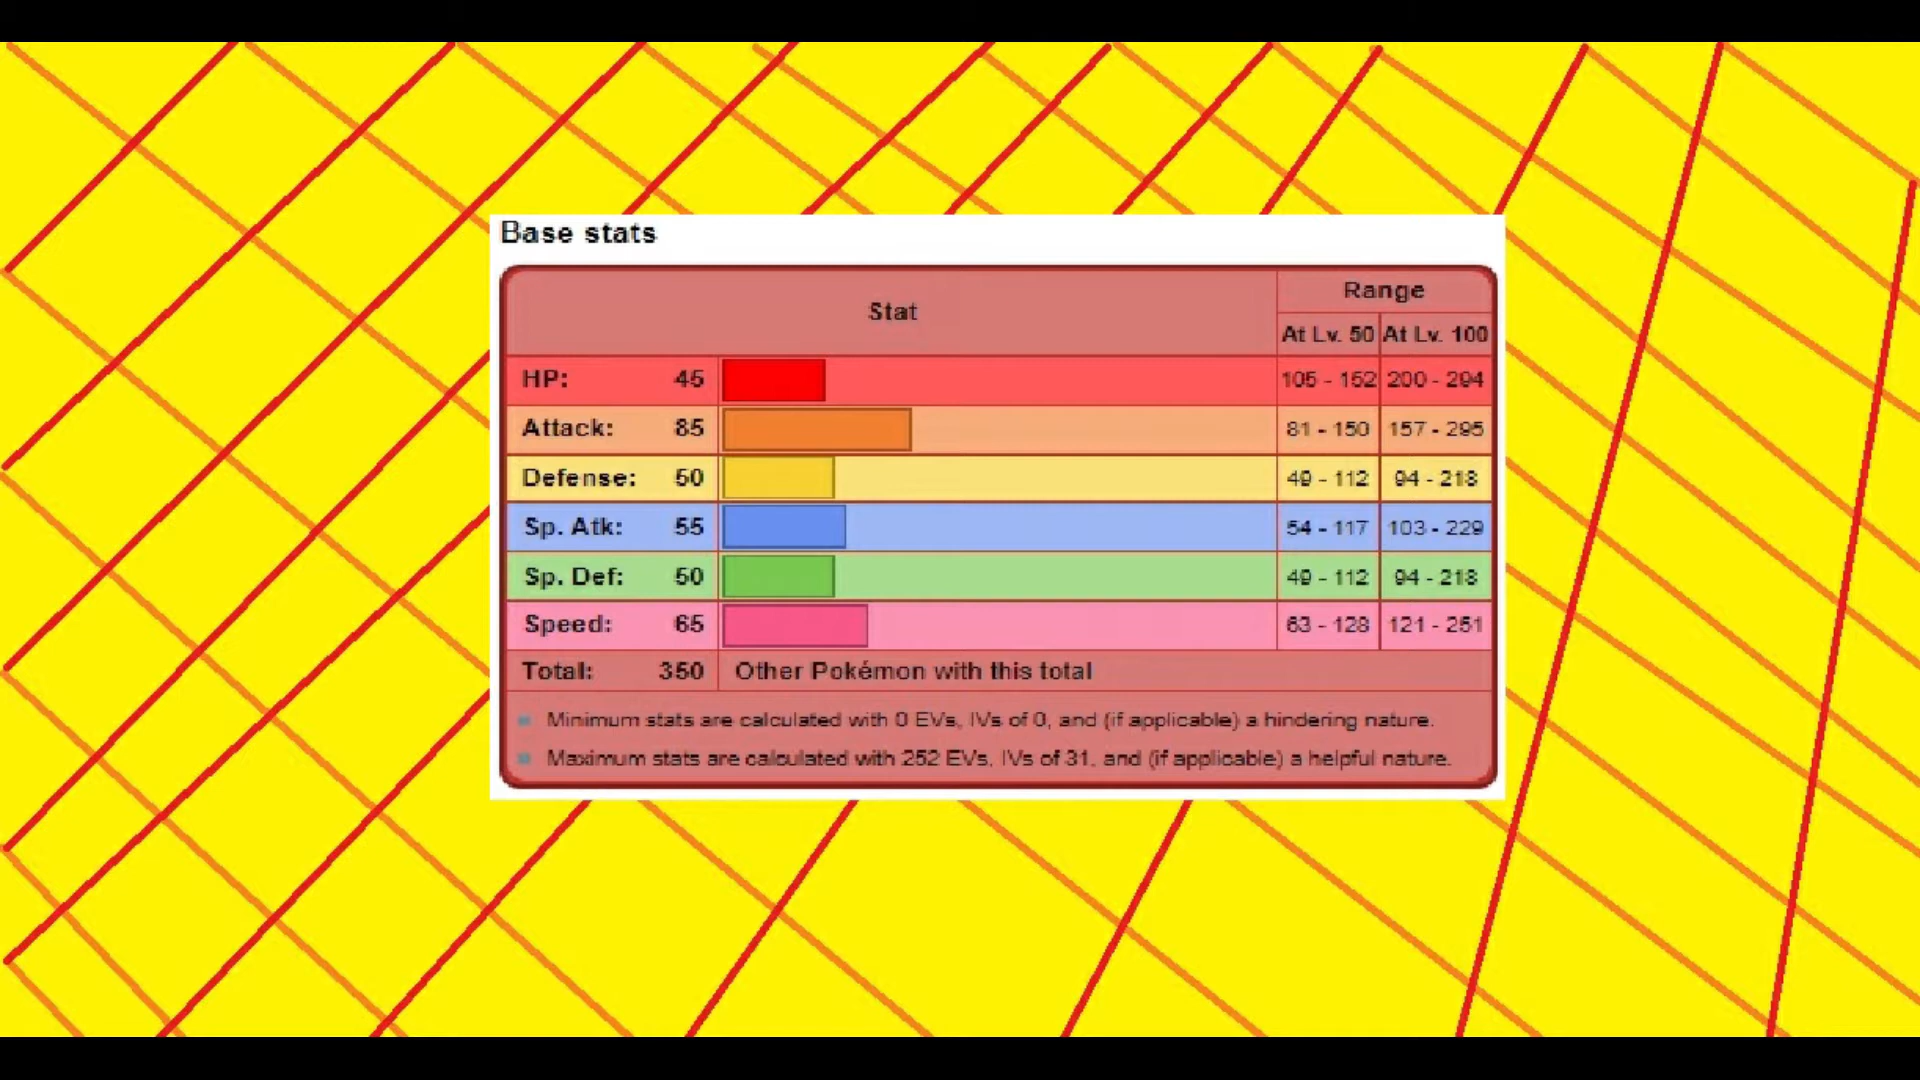 Base stats
Stat Range
At Lv. 50 At Lv. 100
HP: 45 105 - 152 200 - 294
Attack: 85 81 - 150 157 - 295
Defense: 50 49 - 112 94 - 218
Sp. Atk: 55 54 - 117 103 - 229
Sp. Def: 50 49 - 112 94 - 218
Speed: 65 63 - 128 121 - 251
Total: 350 Other Pokémon with this total
Minimum stats are calculated with 0 EVs, IVs of 0, and (if applicable) a hindering nature.
Maximum stats are calculated with 252 EVs, IVs of 31, and (if applicable) a helpful nature.